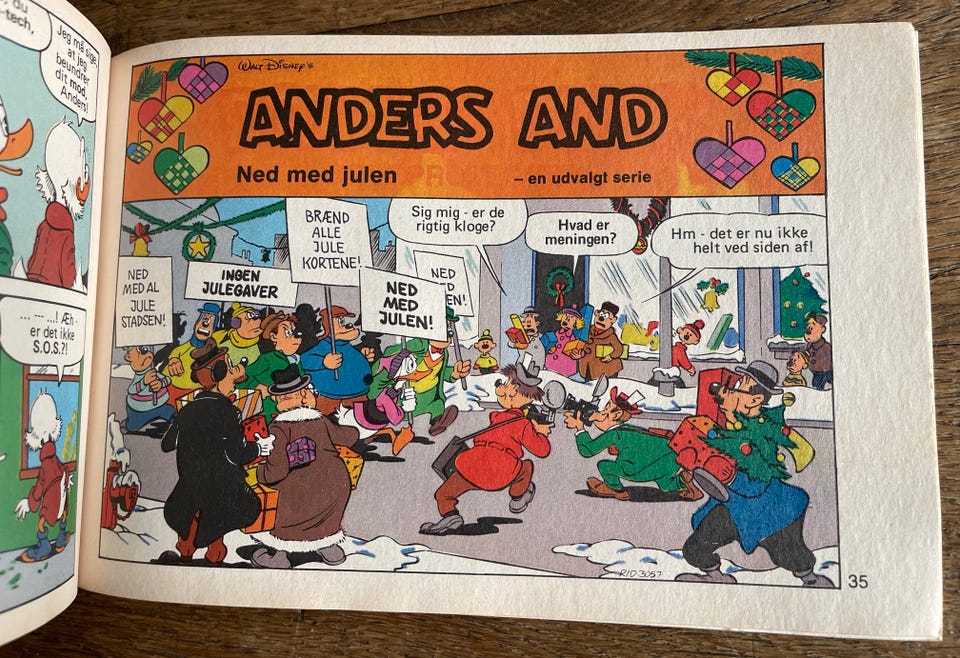 du
-tech,
Jeg må sige,
at jeg
beundrer
dit mod,
Anders!
... --- ...! Æh -
er det ikke
S.O.S.?!
WALT DISNEY'S
ANDERS AND
Ned med julen
– en udvalgt serie
NED
MED AL
JULE
STADSEN!
INGEN
JULEGAVER
BRÆND
ALLE
JULE
KORTENE!
NED
MED
JULEN!
NED
EN!
Sig mig - er de
rigtig kloge?
Hvad er
meningen?
Hm - det er nu ikke
helt ved siden af!
RID 3057
35